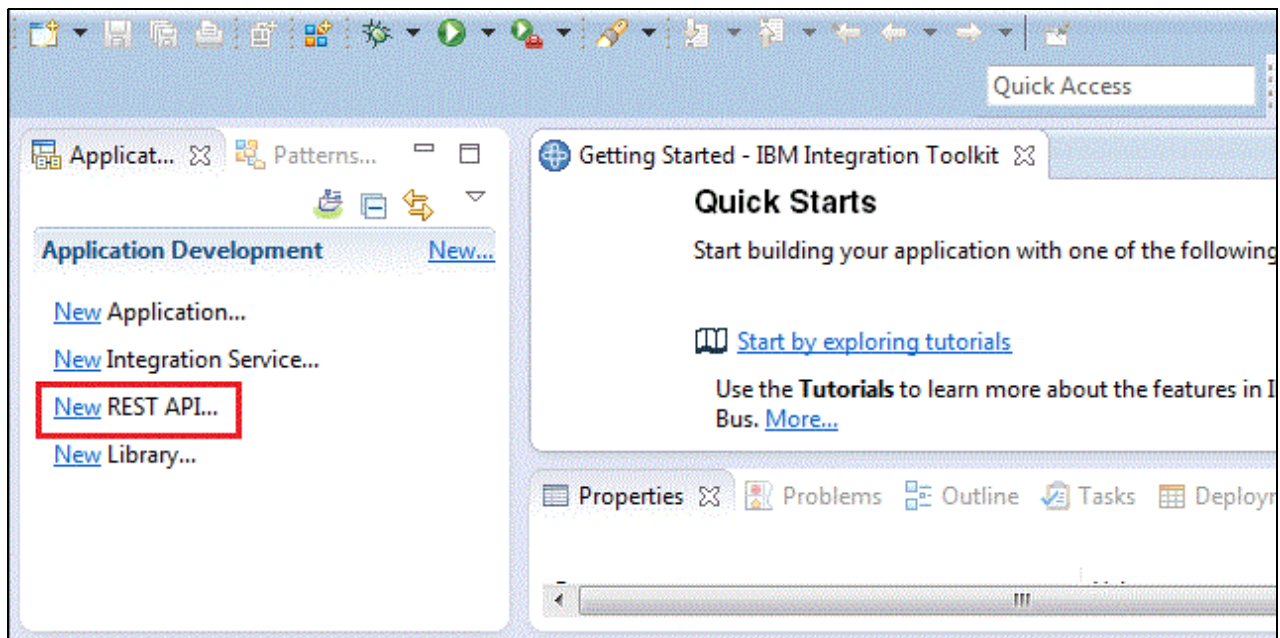 Quick Access
Applicat... Patterns...
Application Development New...
New Application...
New Integration Service...
New REST API...
New Library...
Getting Started - IBM Integration Toolkit
Quick Starts
Start building your application with one of the following
Start by exploring tutorials
Use the Tutorials to learn more about the features in I
Bus. More...
Properties Problems Outline Tasks Deployr